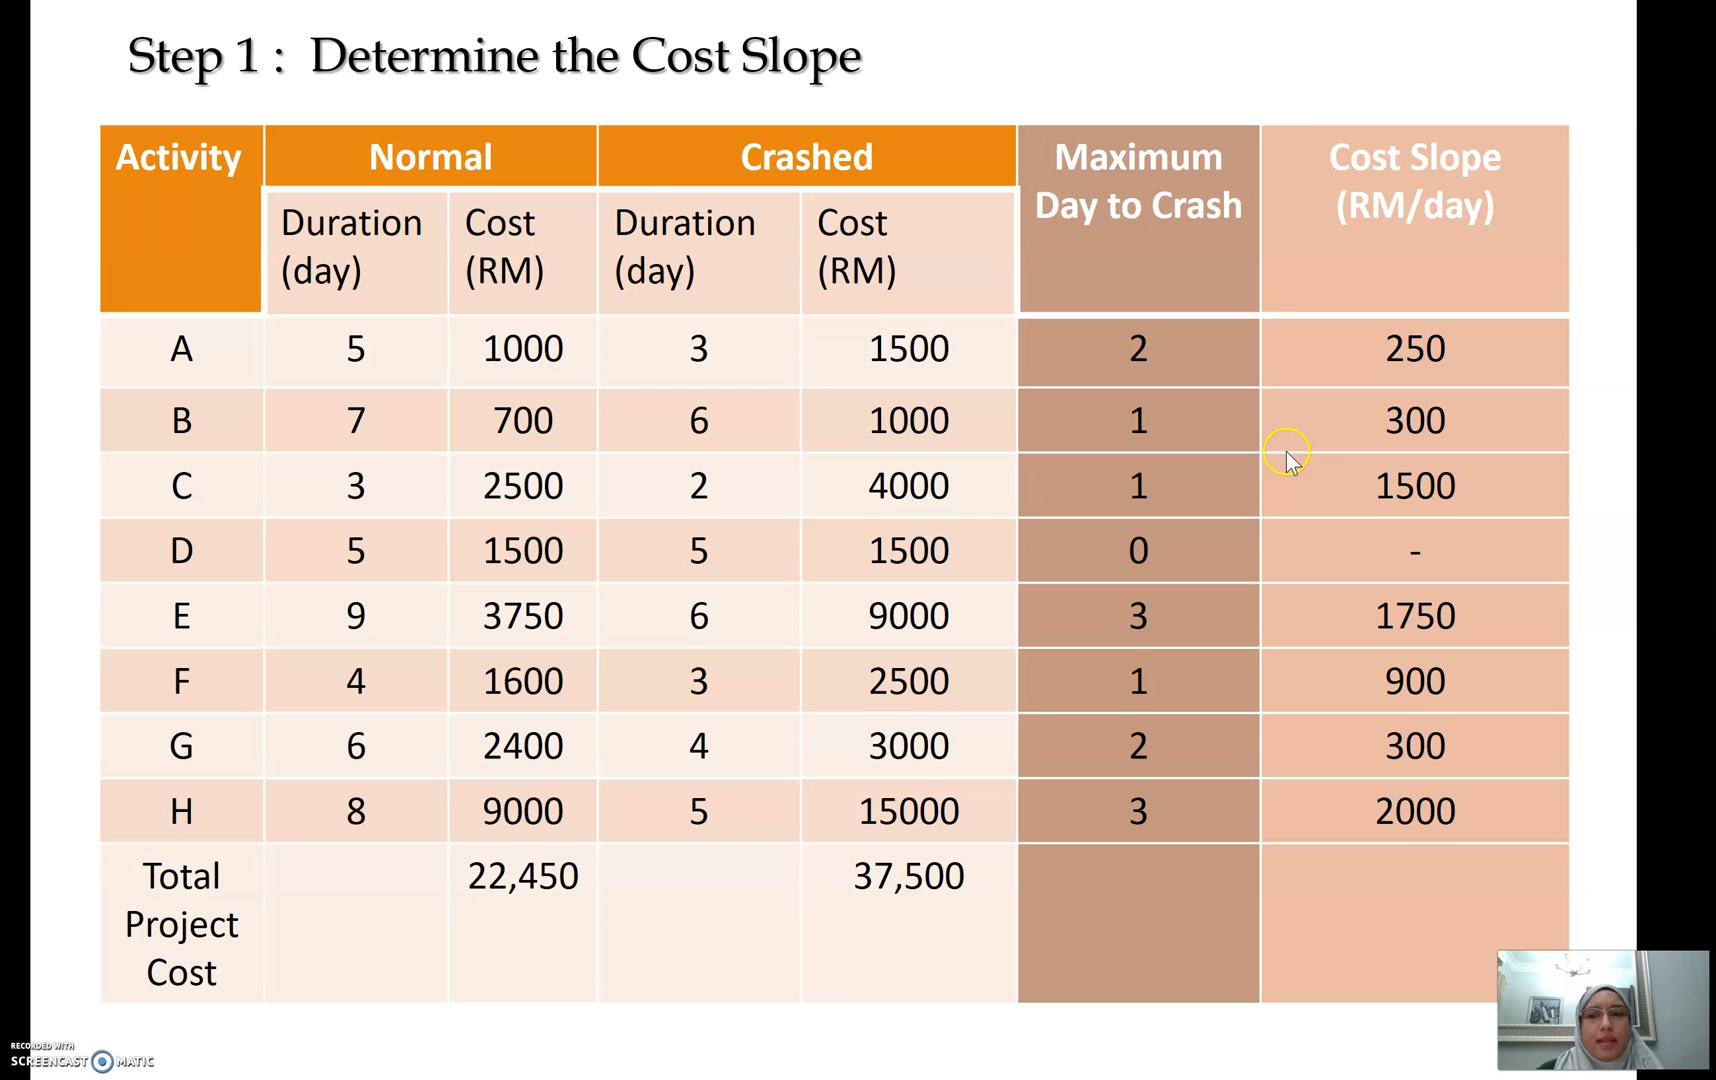 Step 1 : Determine the Cost Slope
Activity Normal Crashed Maximum Day to Crash Cost Slope (RM/day)
Duration (day) Cost (RM) Duration (day) Cost (RM)
A 5 1000 3 1500 2 250
B 7 700 6 1000 1 300
C 3 2500 2 4000 1 1500
D 5 1500 5 1500 0 -
E 9 3750 6 9000 3 1750
F 4 1600 3 2500 1 900
G 6 2400 4 3000 2 300
H 8 9000 5 15000 3 2000
Total Project Cost 22,450 37,500
RECORDED WITH
SCREENCAST MATIC